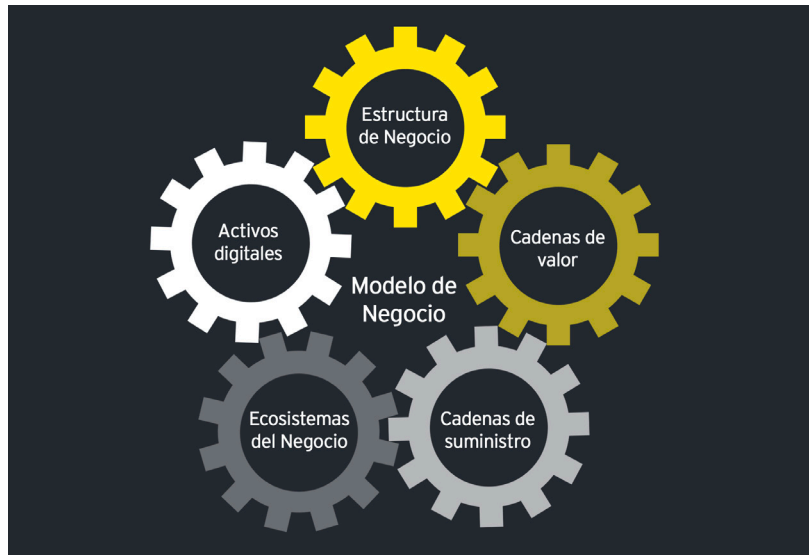 Estructura
de Negocio
Activos
digitales
Cadenas de
valor
Modelo de
Negocio
Ecosistemas
del Negocio
Cadenas de
suministro